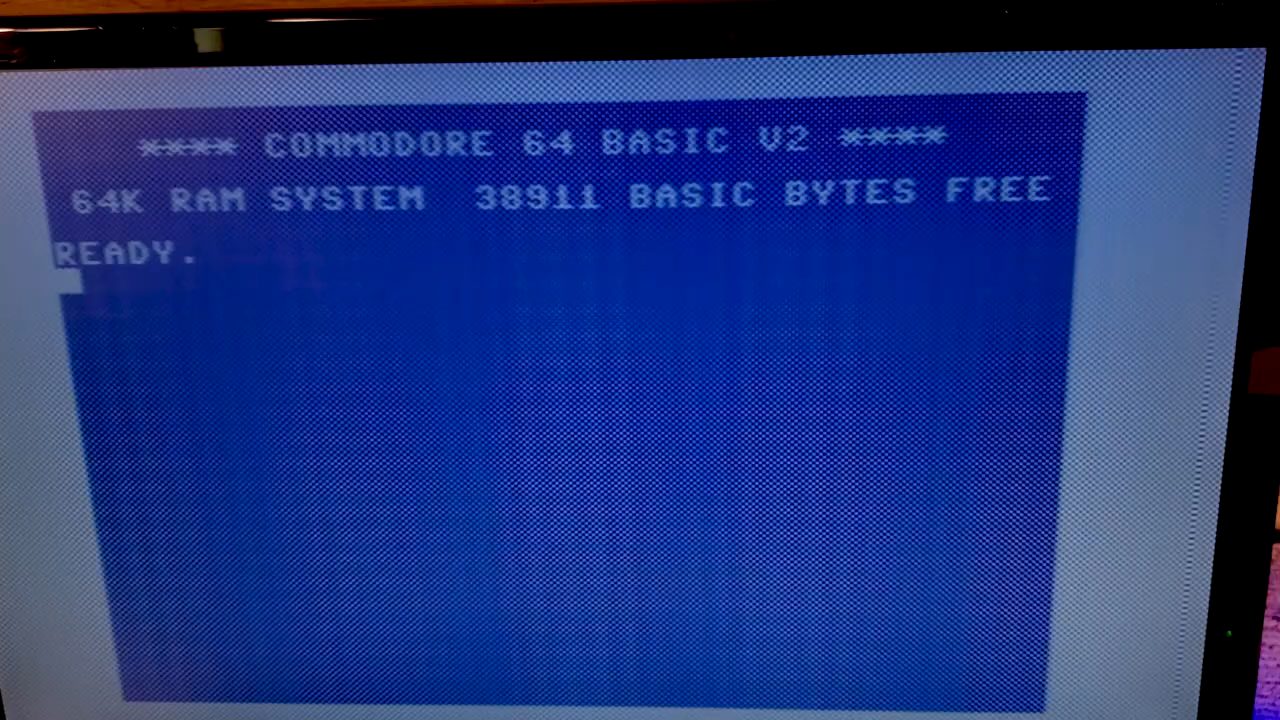 **** COMMODORE 64 BASIC V2 ****
64K RAM SYSTEM  38911 BASIC BYTES FREE
READY.